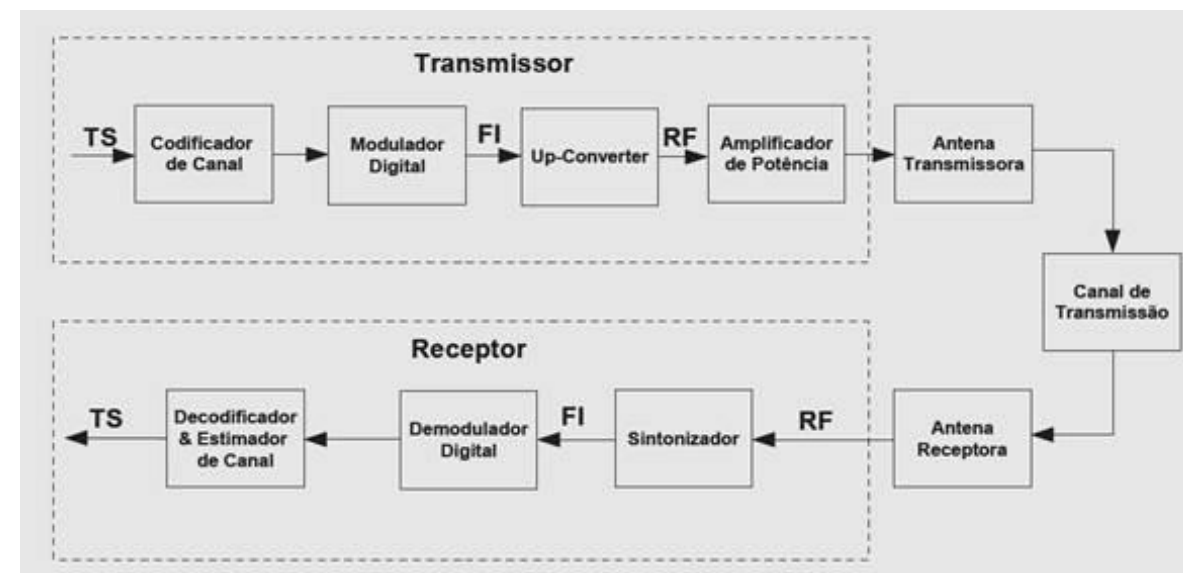 Transmissor
TS
Codificador
de Canal
Modulador
Digital
FI
Up-Converter
RF
Amplificador
de Potência
Antena
Transmissora
Canal de
Transmissão
Receptor
TS
Decodificador
& Estimador
de Canal
Demodulador
Digital
FI
Sintonizador
RF
Antena
Receptora